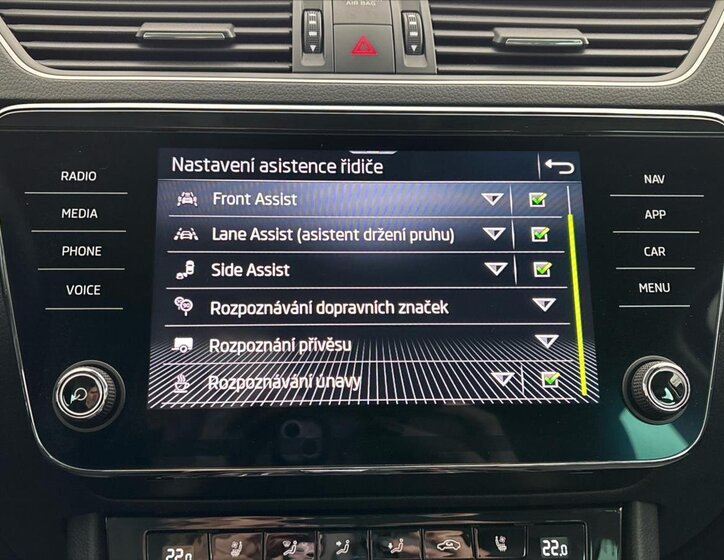 AIR BAG
RADIO
MEDIA
PHONE
VOICE
Nastavení asistence řidiče
Front Assist
Lane Assist (asistent držení pruhu)
Side Assist
Rozpoznávání dopravních značek
Rozpoznání přívěsu
Rozpoznávání únavy
NAV
APP
CAR
MENU
22.0
22.0